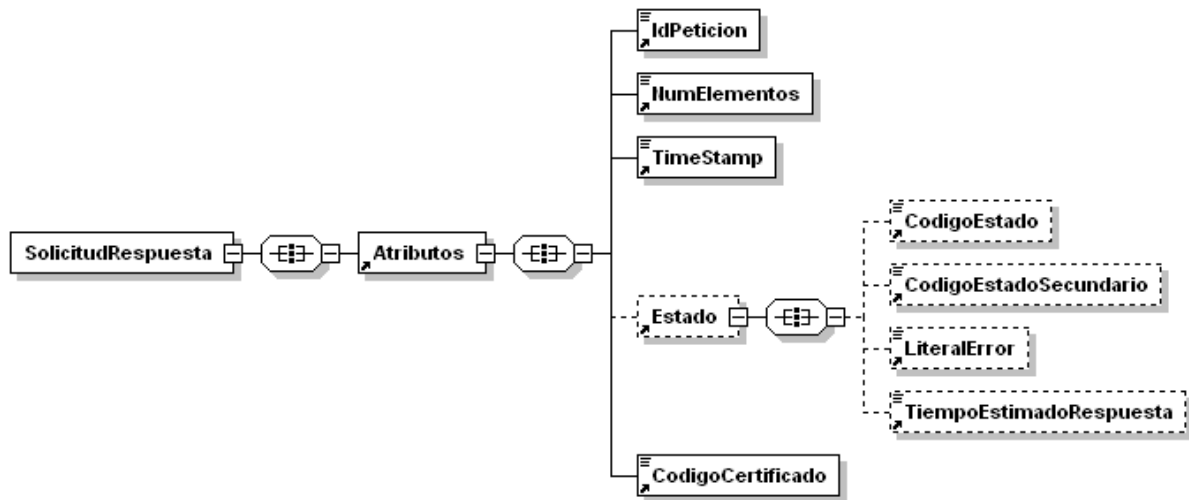 IdPeticion
NumElementos
TimeStamp
CodigoEstado
SolicitudRespuesta
Atributos
CodigoEstadoSecundario
Estado
LiteralError
TiempoEstimadoRespuesta
CodigoCertificado